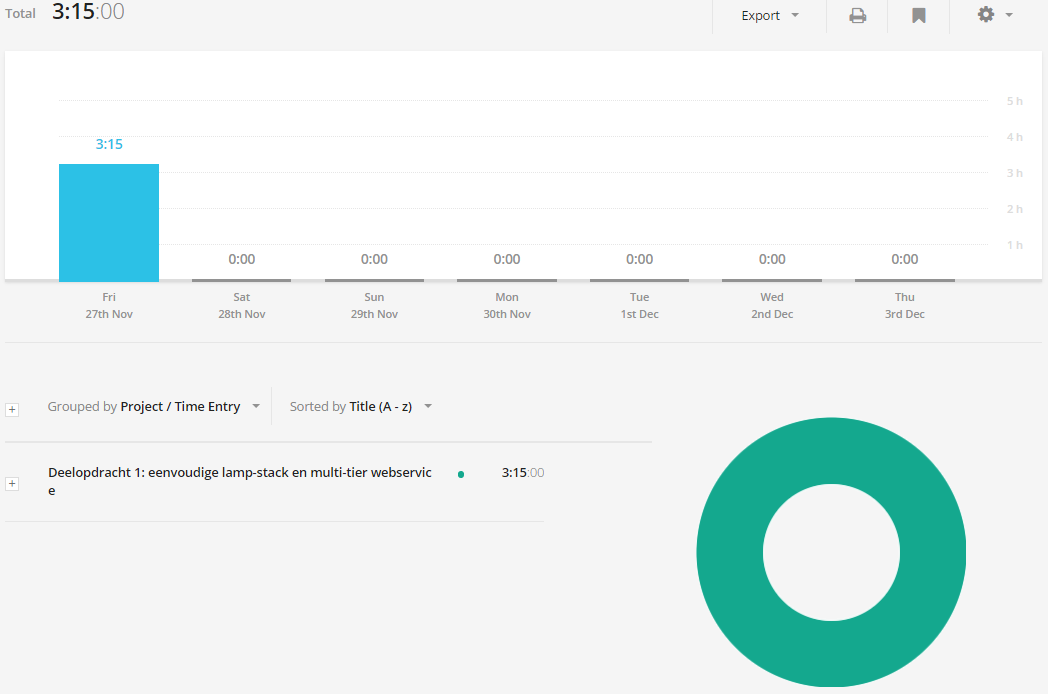 Total 3:15:00 Export
5 h
4 h
3:15
3 h
2 h
1 h
0:00 0:00 0:00 0:00 0:00 0:00
Fri Sat Sun Mon Tue Wed Thu
27th Nov 28th Nov 29th Nov 30th Nov 1st Dec 2nd Dec 3rd Dec
Grouped by Project / Time Entry Sorted by Title (A - z)
Deelopdracht 1: eenvoudige lamp-stack en multi-tier webservic 3:15:00
e